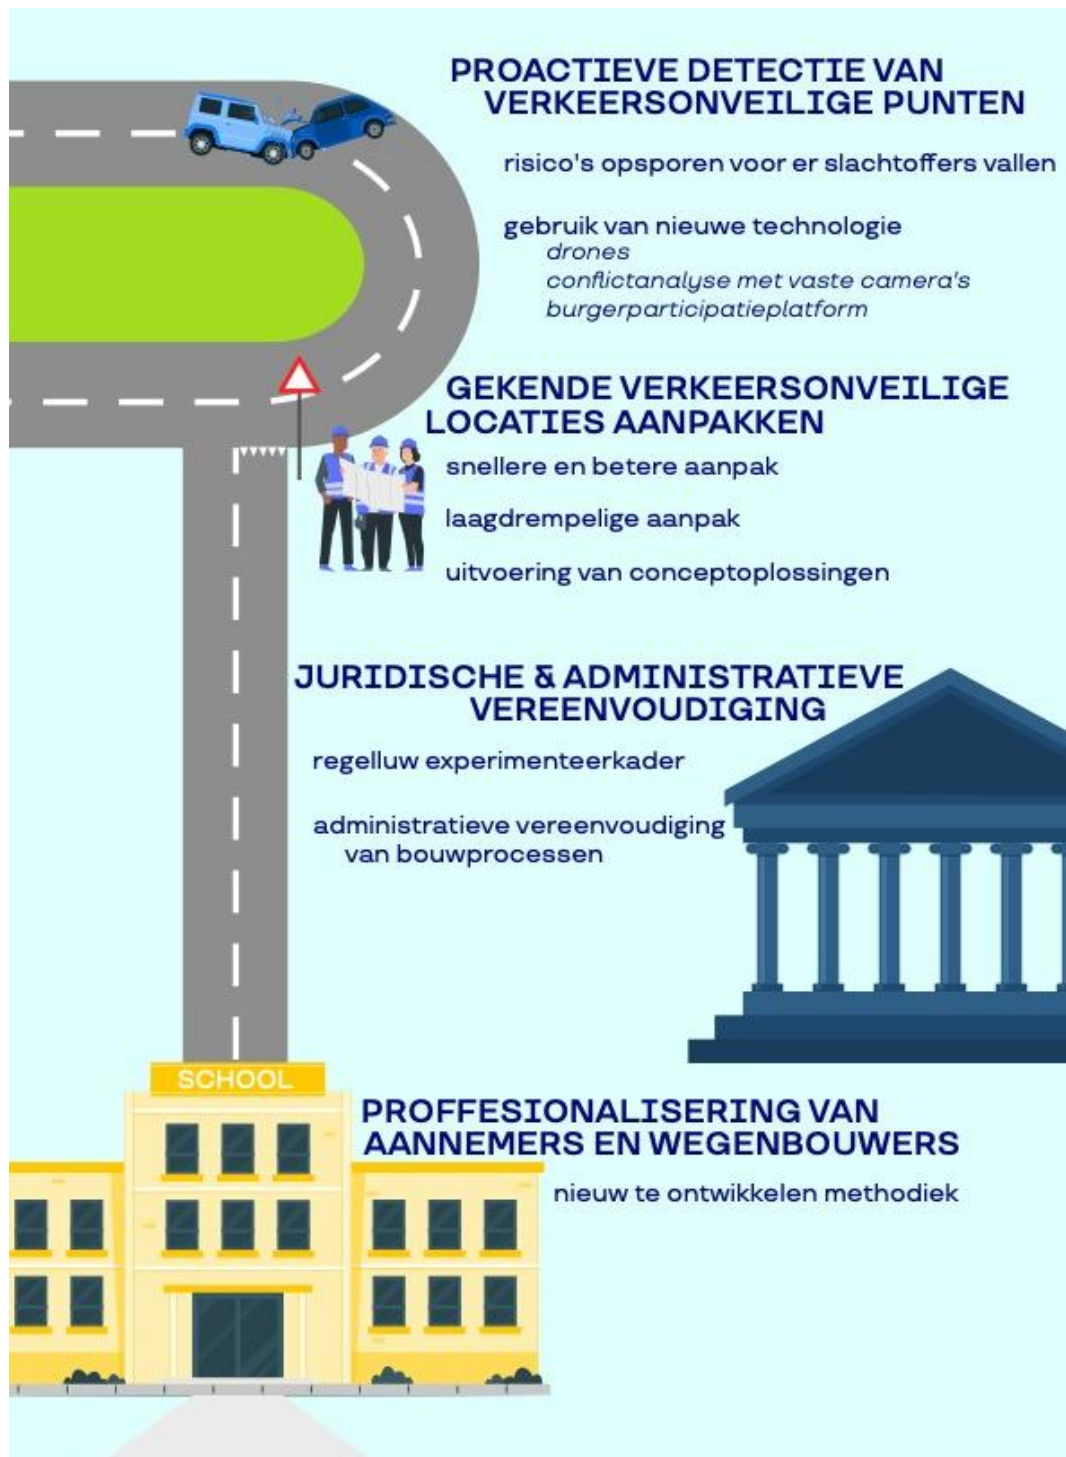 PROACTIEVE DETECTIE VAN
VERKEERSONVEILIGE PUNTEN
risico's opsporen voor er slachtoffers vallen
gebruik van nieuwe technologie
drones
conflictanalyse met vaste camera's
burgerparticipatieplatform
GEKENDE VERKEERSONVEILIGE
LOCATIES AANPAKKEN
snellere en betere aanpak
laagdrempelige aanpak
uitvoering van conceptoplossingen
JURIDISCHE & ADMINISTRATIEVE
VEREENVOUDIGING
regelluw experimenteerkader
administratieve vereenvoudiging
van bouwprocessen
SCHOOL
PROFFESIONALISERING VAN
AANNEMERS EN WEGENBOUWERS
nieuw te ontwikkelen methodiek